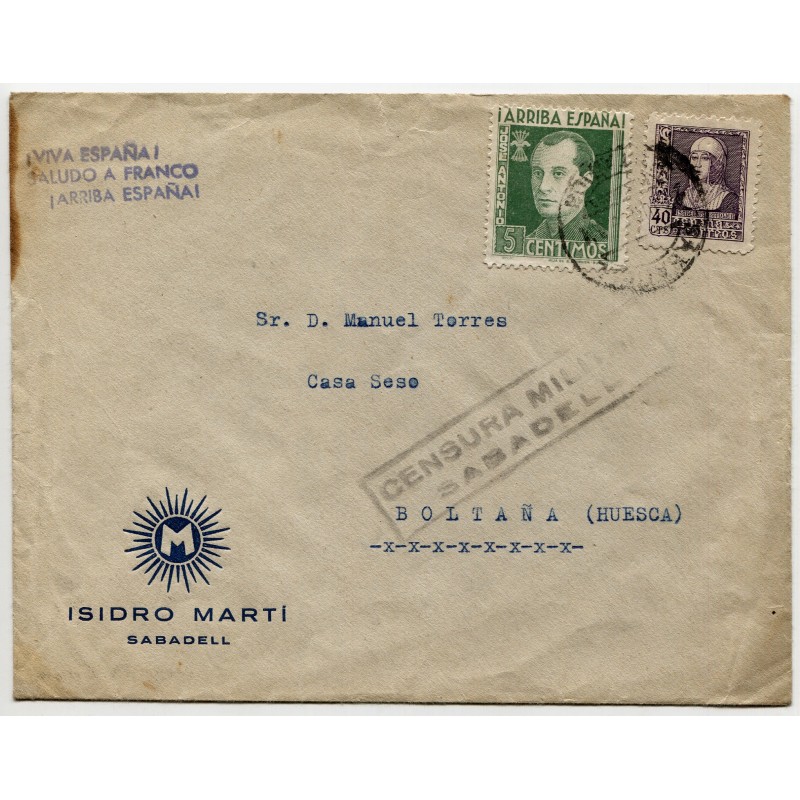 ¡VIVA ESPAÑA!
SALUDO A FRANCO
¡ARRIBA ESPAÑA!
¡ARRIBA ESPAÑA!
JOSE ANTONIO
5 CENTIMOS
40
CTS
Sr. D. Manuel Torres
Casa Seso
CENSURA
SABADELL
BOLTAÑA (HUESCA)
-x-x-x-x-x-x-x-x-
M
ISIDRO MARTÍ
SABADELL